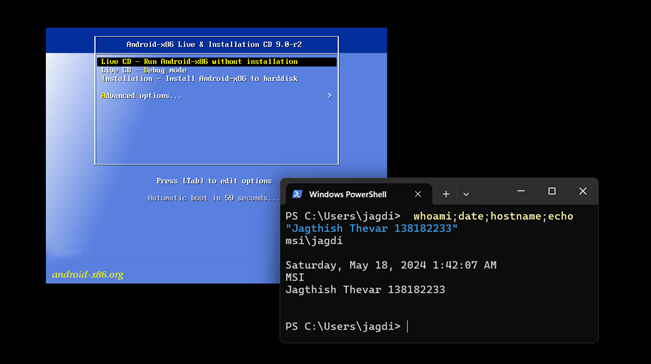 Android-x86 Live & Installation CD 9.0-r2
Live CD - Run Android-x86 without installation
Live CD - Debug mode
Installation - Install Android-x86 to harddisk
Advanced options... >
Press [Tab] to edit options
Automatic boot in 59 seconds...
android-x86.org
Windows PowerShell
PS C:\Users\jagdi>  whoami;date;hostname;echo
"Jagthish Thevar 138182233"
msi\jagdi
Saturday, May 18, 2024 1:42:07 AM
MSI
Jagthish Thevar 138182233
PS C:\Users\jagdi>